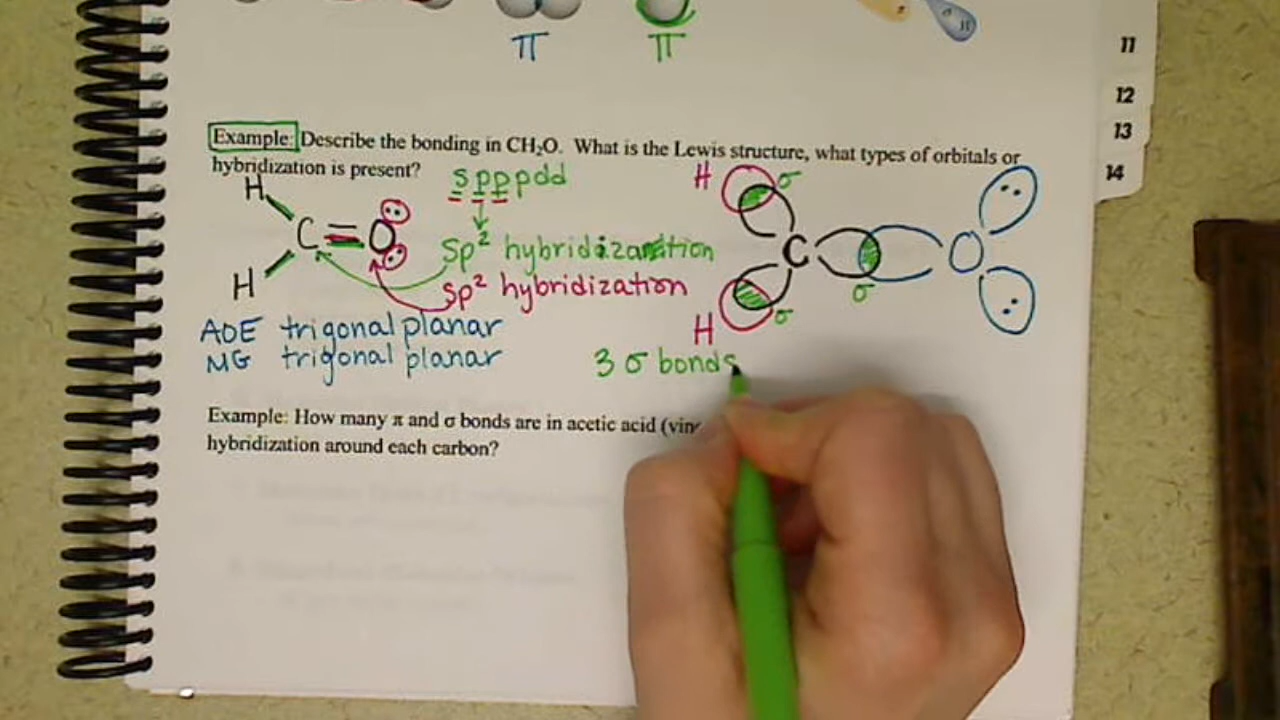 π π
11
12
13
14
Example: Describe the bonding in CH₂O. What is the Lewis structure, what types of orbitals or
hybridization is present?
spppdd
H
C=O
H
sp² hybridization
sp² hybridization
AOE trigonal planar
MG trigonal planar
H σ
C σ O
H σ
3 σ bonds
Example: How many π and σ bonds are in acetic acid
hybridization around each carbon?